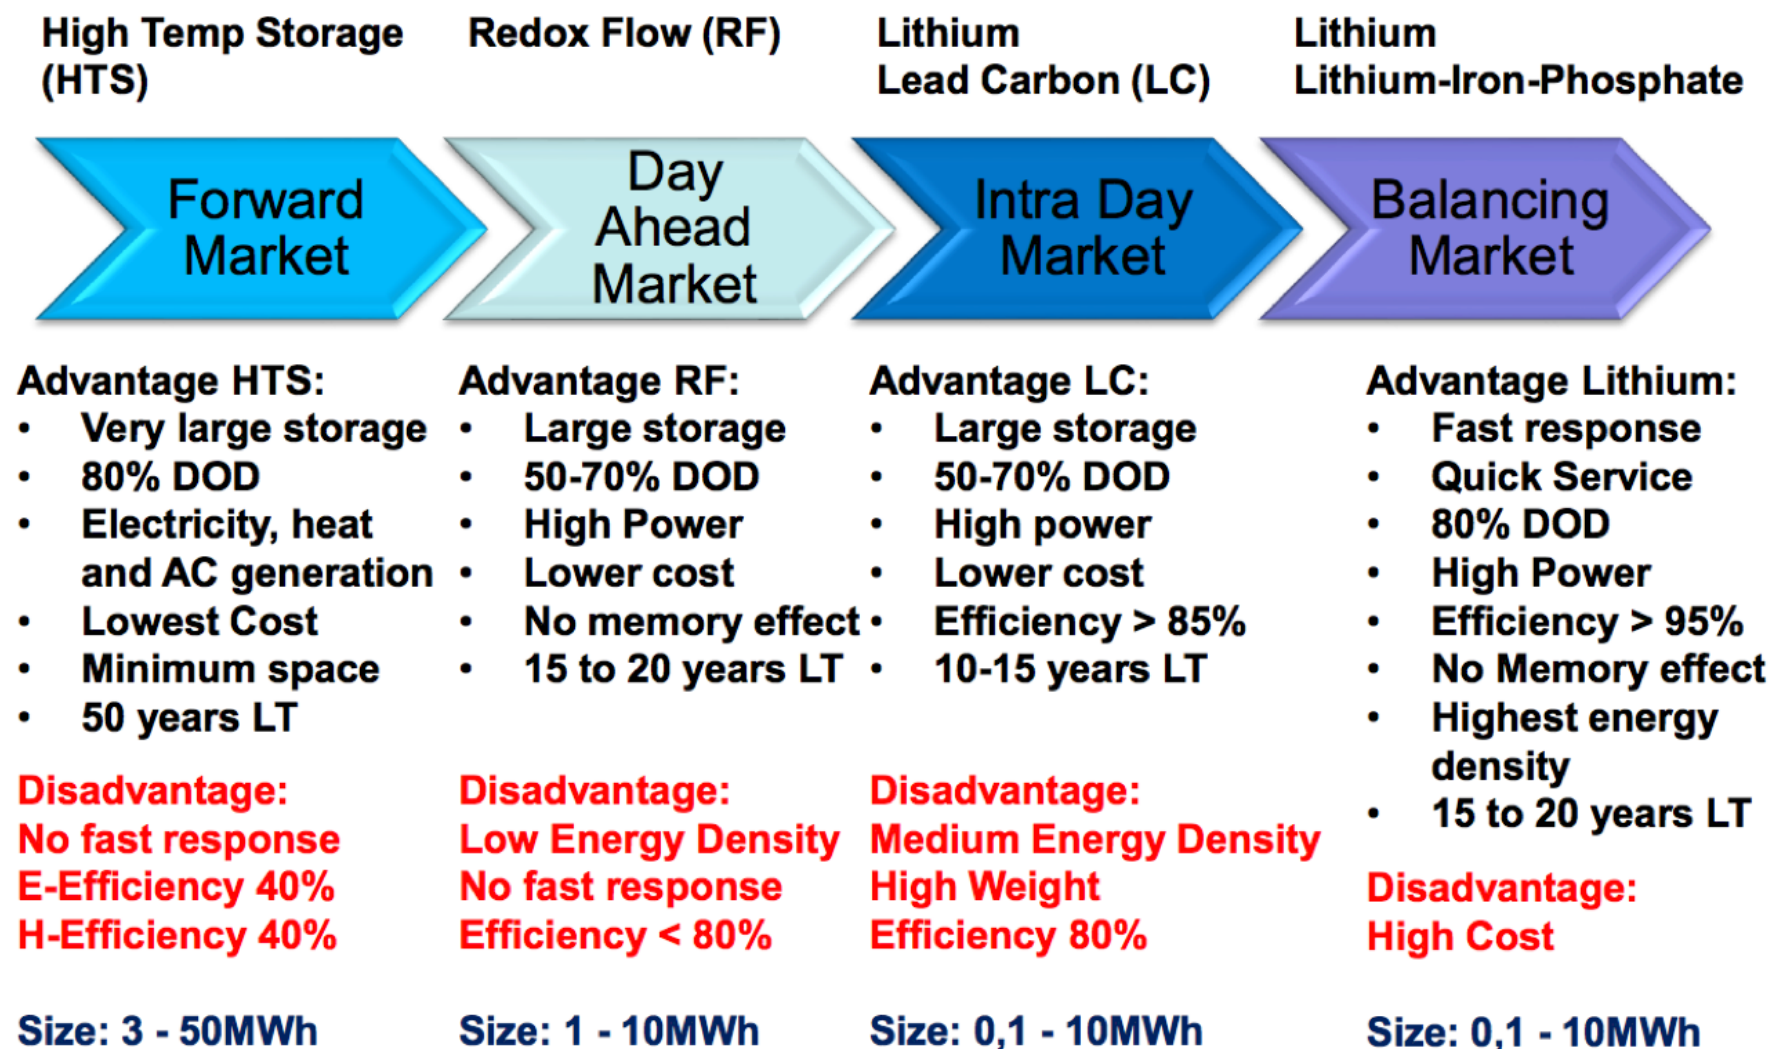 High Temp Storage
(HTS)
Redox Flow (RF)
Lithium
Lead Carbon (LC)
Lithium
Lithium-Iron-Phosphate
Forward
Market
Day
Ahead
Market
Intra Day
Market
Balancing
Market
Advantage HTS:
• Very large storage
• 80% DOD
• Electricity, heat
and AC generation
• Lowest Cost
• Minimum space
• 50 years LT
Disadvantage:
No fast response
E-Efficiency 40%
H-Efficiency 40%
Size: 3 - 50MWh
Advantage RF:
• Large storage
• 50-70% DOD
• High Power
• Lower cost
• No memory effect
• 15 to 20 years LT
Disadvantage:
Low Energy Density
No fast response
Efficiency < 80%
Size: 1 - 10MWh
Advantage LC:
• Large storage
• 50-70% DOD
• High power
• Lower cost
• Efficiency > 85%
• 10-15 years LT
Disadvantage:
Medium Energy Density
High Weight
Efficiency 80%
Size: 0,1 - 10MWh
Advantage Lithium:
• Fast response
• Quick Service
• 80% DOD
• High Power
• Efficiency > 95%
• No Memory effect
• Highest energy
density
• 15 to 20 years LT
Disadvantage:
High Cost
Size: 0,1 - 10MWh